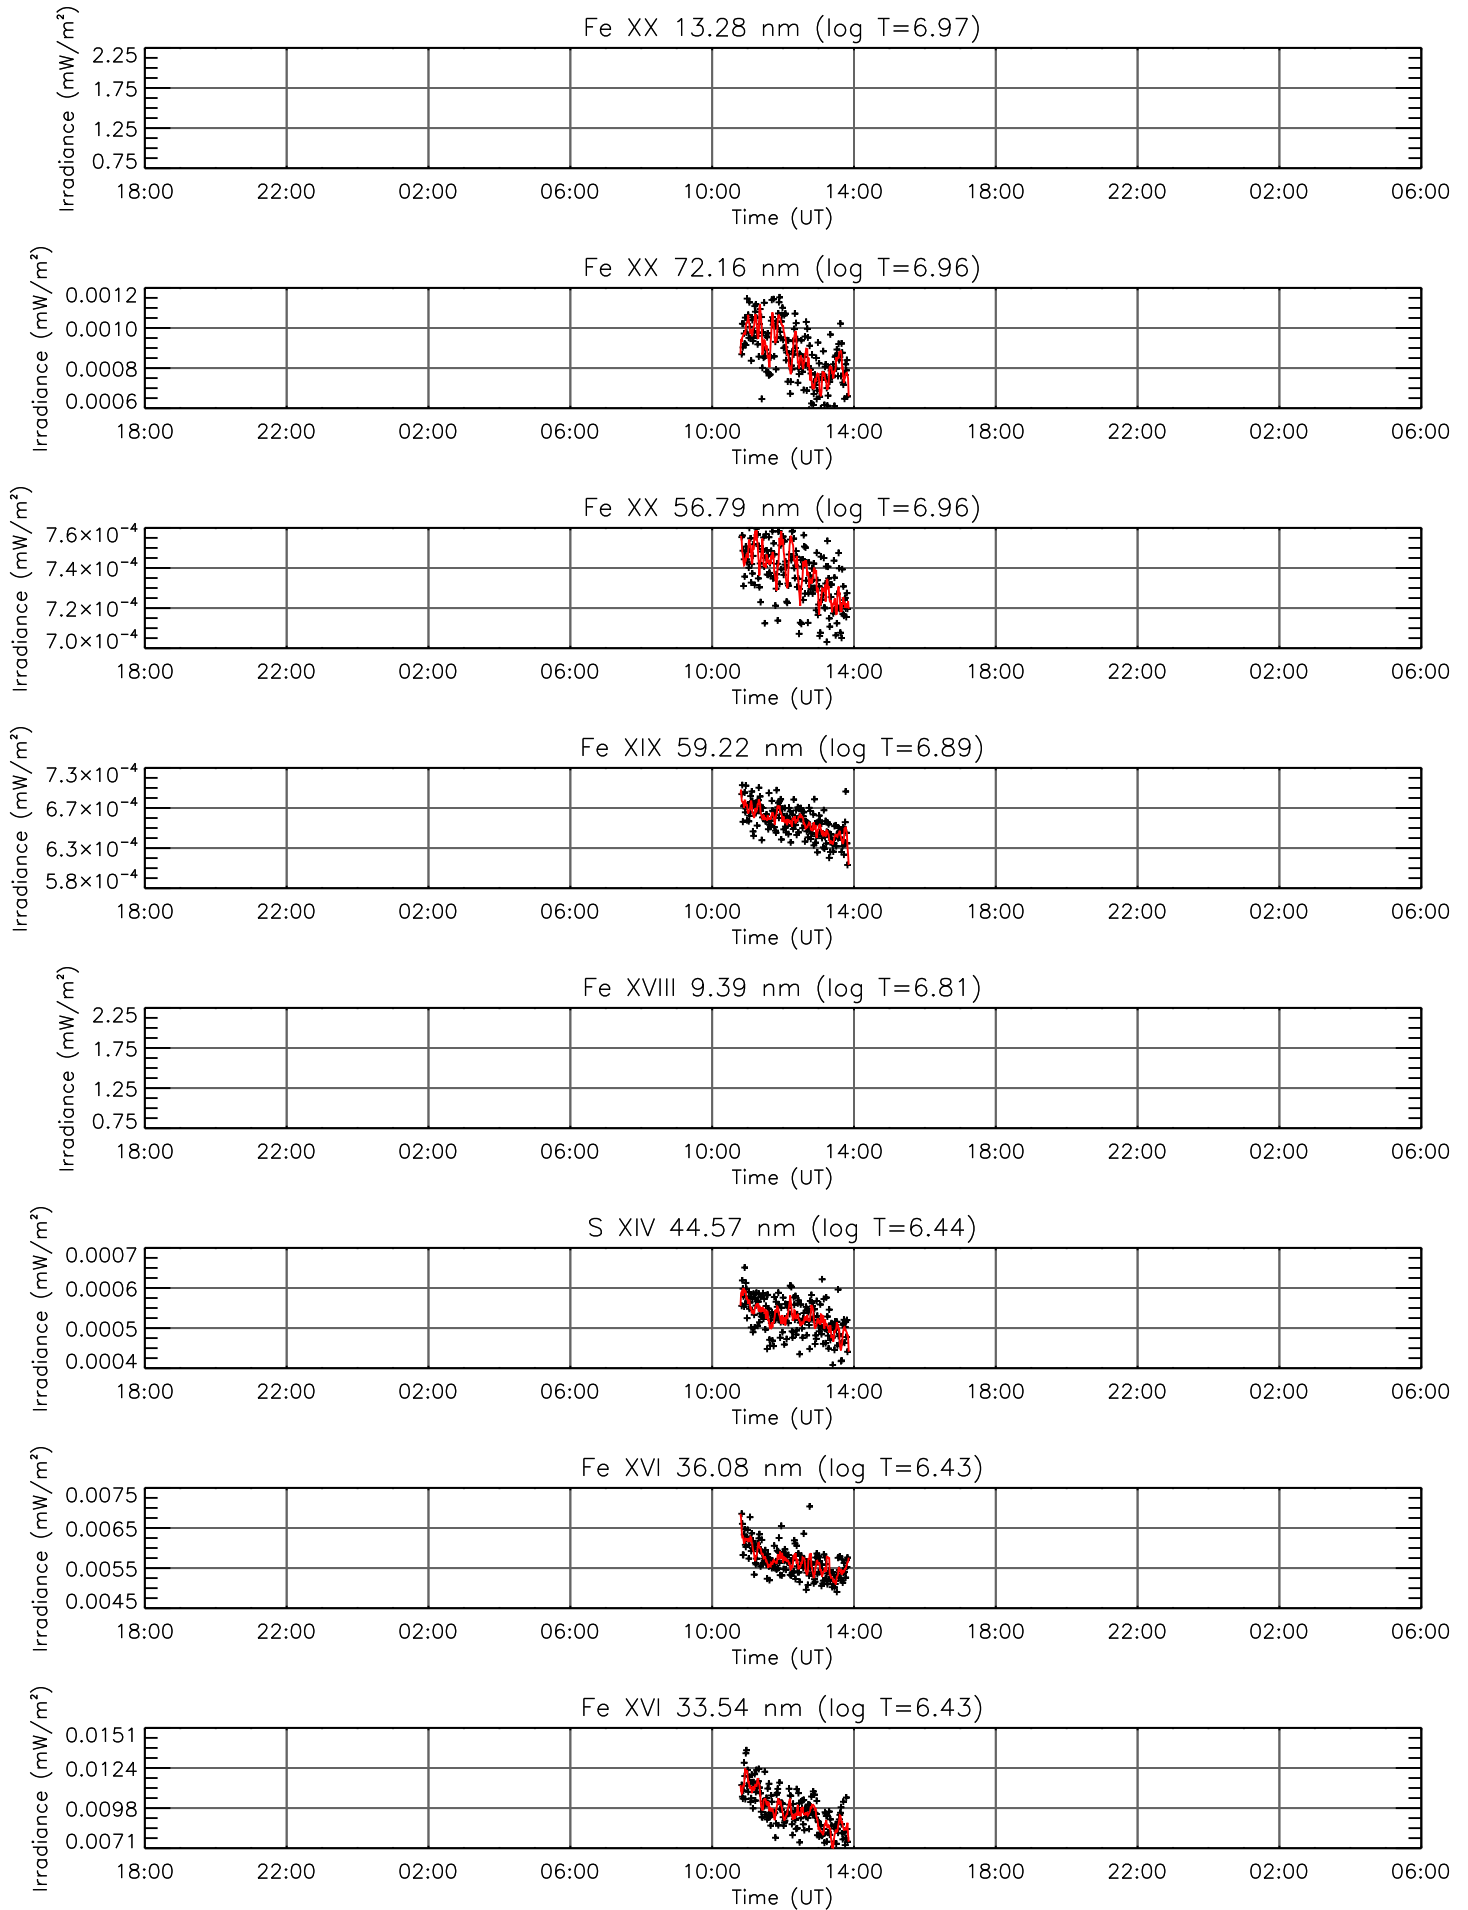 Fe XX 13.28 nm (log T=6.97)
Irradiance (mW/m²)
2.25
1.75
1.25
0.75
18:00 22:00 02:00 06:00 10:00 14:00 18:00 22:00 02:00 06:00
Time (UT)
Fe XX 72.16 nm (log T=6.96)
Irradiance (mW/m²)
0.0012
0.0010
0.0008
0.0006
18:00 22:00 02:00 06:00 10:00 14:00 18:00 22:00 02:00 06:00
Time (UT)
Fe XX 56.79 nm (log T=6.96)
Irradiance (mW/m²)
7.6×10⁻⁴
7.4×10⁻⁴
7.2×10⁻⁴
7.0×10⁻⁴
18:00 22:00 02:00 06:00 10:00 14:00 18:00 22:00 02:00 06:00
Time (UT)
Fe XIX 59.22 nm (log T=6.89)
Irradiance (mW/m²)
7.3×10⁻⁴
6.7×10⁻⁴
6.3×10⁻⁴
5.8×10⁻⁴
18:00 22:00 02:00 06:00 10:00 14:00 18:00 22:00 02:00 06:00
Time (UT)
Fe XVIII 9.39 nm (log T=6.81)
Irradiance (mW/m²)
2.25
1.75
1.25
0.75
18:00 22:00 02:00 06:00 10:00 14:00 18:00 22:00 02:00 06:00
Time (UT)
S XIV 44.57 nm (log T=6.44)
Irradiance (mW/m²)
0.0007
0.0006
0.0005
0.0004
18:00 22:00 02:00 06:00 10:00 14:00 18:00 22:00 02:00 06:00
Time (UT)
Fe XVI 36.08 nm (log T=6.43)
Irradiance (mW/m²)
0.0075
0.0065
0.0055
0.0045
18:00 22:00 02:00 06:00 10:00 14:00 18:00 22:00 02:00 06:00
Time (UT)
Fe XVI 33.54 nm (log T=6.43)
Irradiance (mW/m²)
0.0151
0.0124
0.0098
0.0071
18:00 22:00 02:00 06:00 10:00 14:00 18:00 22:00 02:00 06:00
Time (UT)